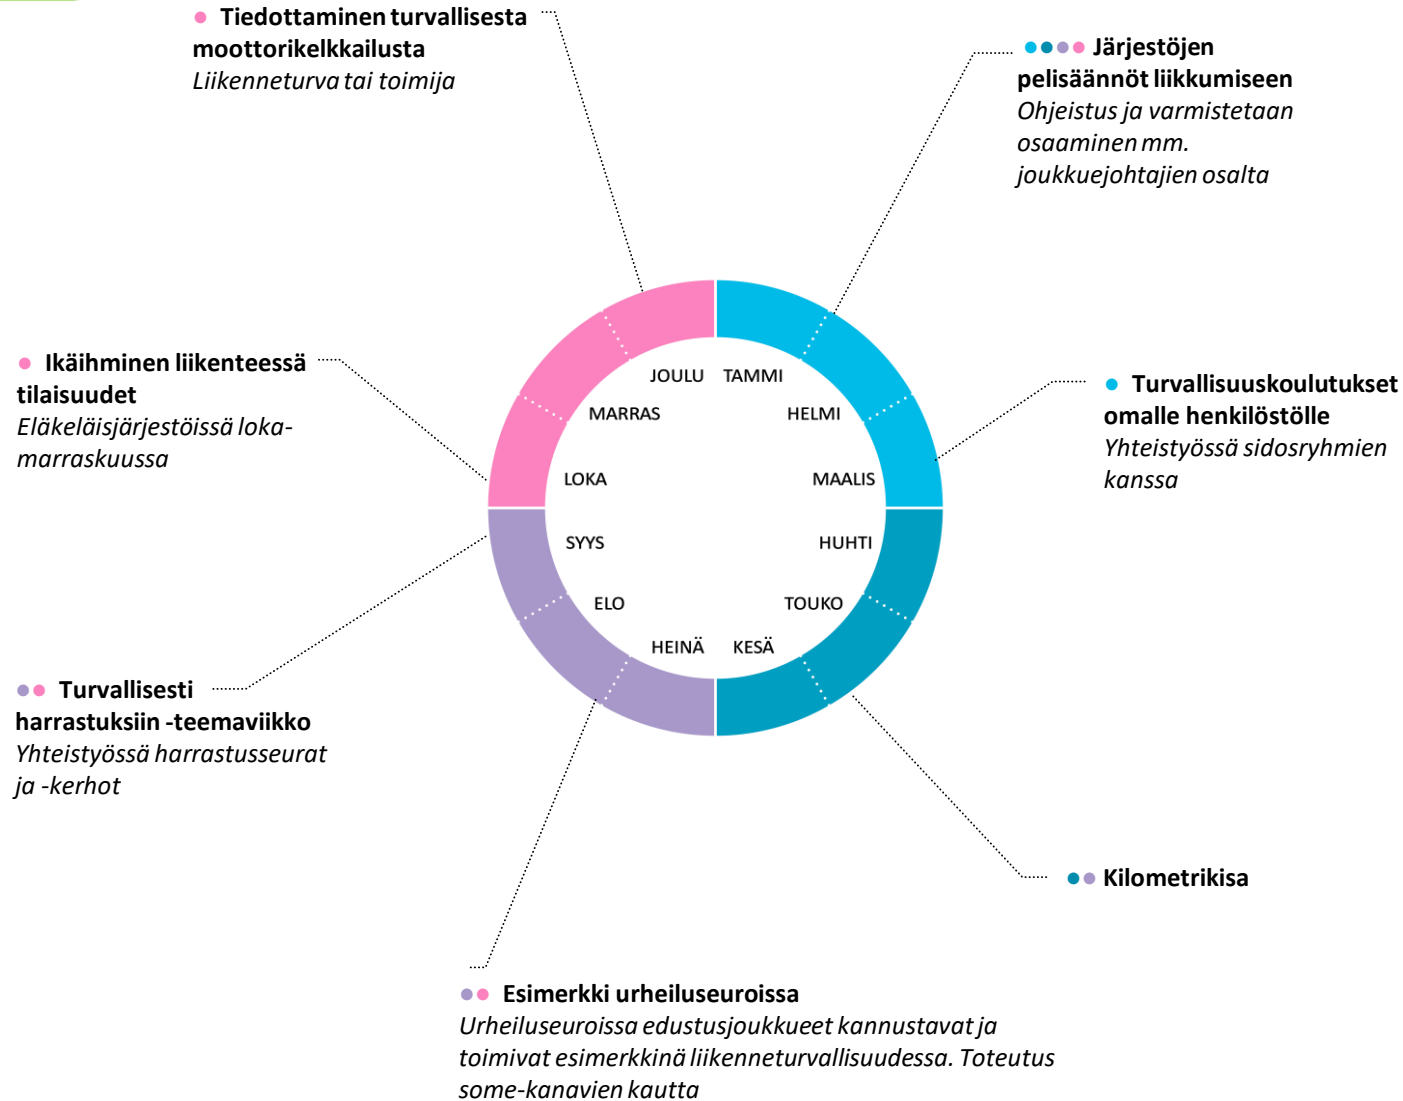 Tiedottaminen turvallisesta
moottorikelkkailusta
Liikenneturva tai toimija
Järjestöjen
pelisäännöt liikkumiseen
Ohjeistus ja varmistetaan
osaaminen mm.
joukkuejohtajien osalta
Ikäihminen liikenteessä
tilaisuudet
Eläkeläisjärjestöissä loka-
marraskuussa
Turvallisuuskoulutukset
omalle henkilöstölle
Yhteistyössä sidosryhmien
kanssa
JOULU TAMMI
MARRAS HELMI
LOKA MAALIS
SYYS HUHTI
ELO TOUKO
HEINÄ KESÄ
Turvallisesti
harrastuksiin -teemaviikko
Yhteistyössä harrastusseurat
ja -kerhot
Kilometrikisa
Esimerkki urheiluseuroissa
Urheiluseuroissa edustusjoukkueet kannustavat ja
toimivat esimerkkinä liikenneturvallisuudessa. Toteutus
some-kanavien kautta